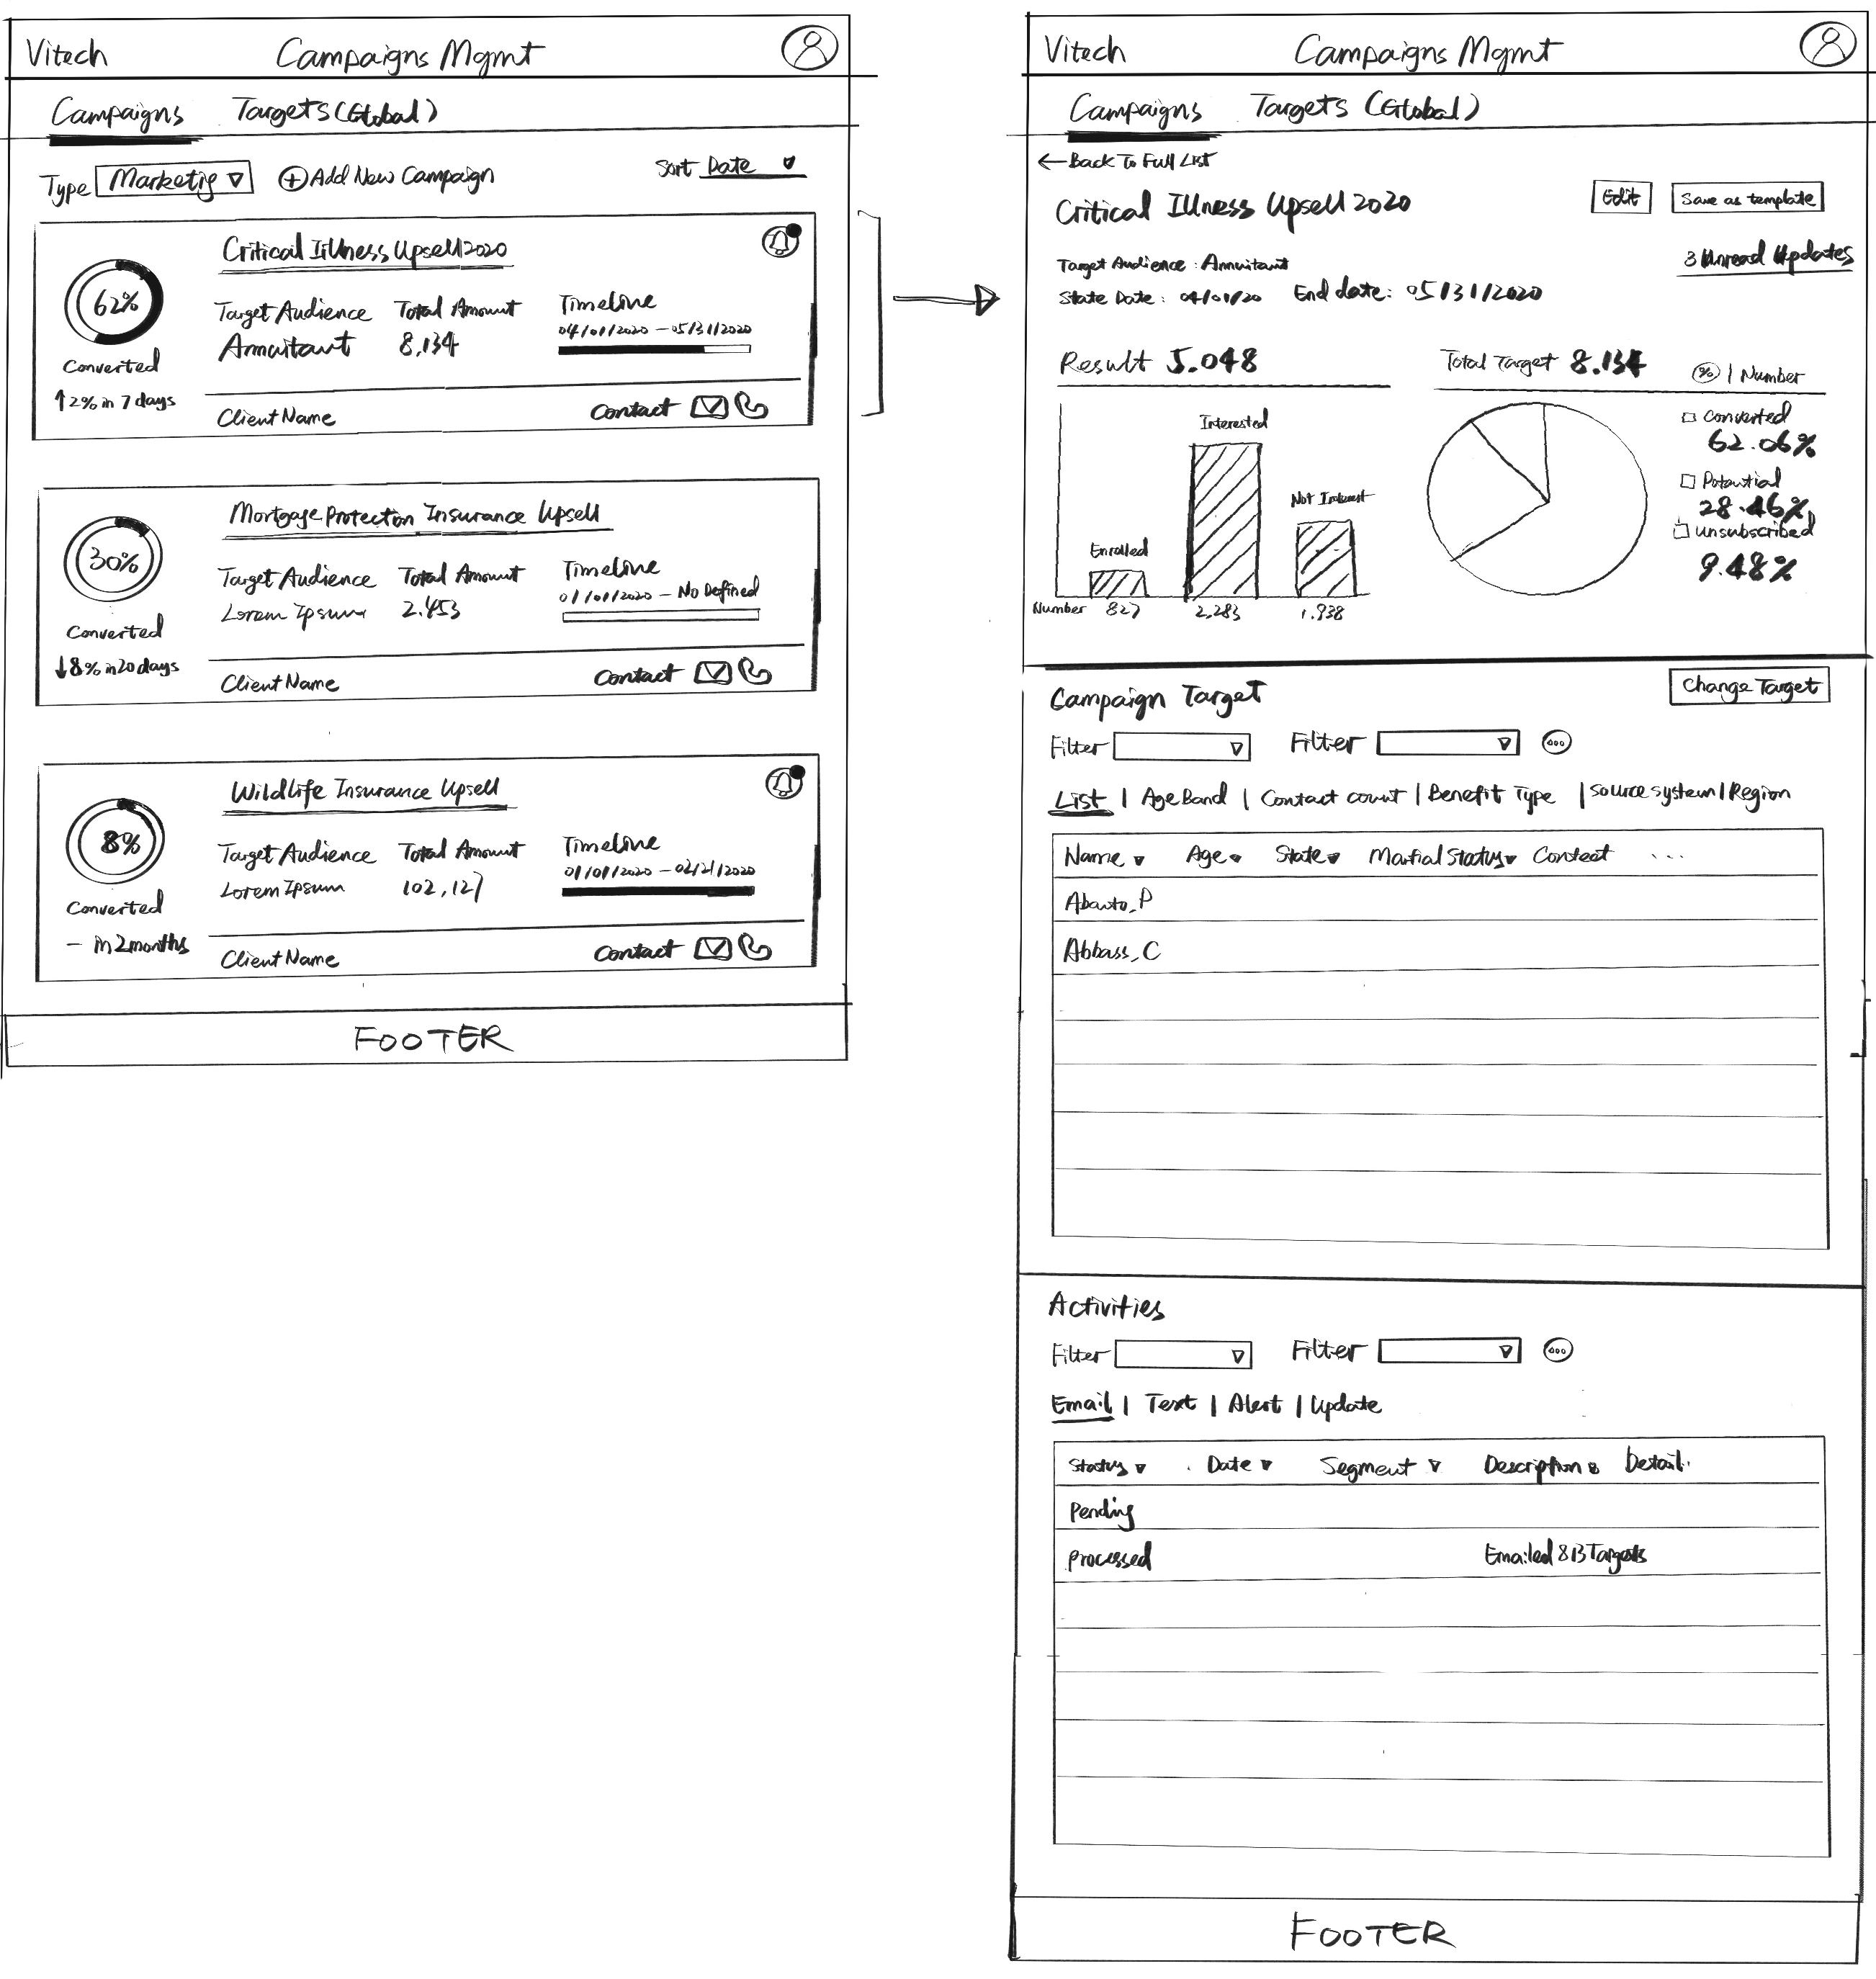 Vitech Campaigns Mgmt
Campaigns Targets (Global)
Type Marketig Add New Campaign Sort Date
Critical Illness Upsell 2020
62%
Target Audience Total Amount Timeline
Annuitant 8,134 04/01/2020 - 05/31/2020
Converted
↑2% in 7 days
Client Name Contact
Mortgage Protection Insurance Upsell
30%
Target Audience Total Amount Timeline
Lorem Ipsum 2.453 01/01/2020 - No Defined
Converted
↓8% in 20 days
Client Name Contact
Wildlife Insurance Upsell
8%
Target Audience Total Amount Timeline
Lorem Ipsum 102,127 01/01/2020 - 02/21/2020
Converted
- in 2 months
Client Name Contact
FOOTER
Vitech Campaigns Mgmt
Campaigns Targets (Global)
←Back To Full List
Critical Illness Upsell 2020 Edit Save as template
3 Unread Updates
Target Audience: Annuitant
State Date: 04/01/20 End date: 05/31/2020
Result 5.048 Total Target 8.134 % | Number
Interested
Not Interest
Enrolled
Number 827 2,283 1.938
Converted
62.06%
Potential
28.46%
unsubscribed
9.48%
Campaign Target Change Target
Filter Filter
List | Age Band | Contact count | Benefit Type | Source system | Region
Name Age State Marital Status Contact ...
Abbass, C
Activities
Filter Filter
Email | Text | Alert | Update
Status Date Segment Description Detail
Pending
Processed Emailed 813 Targets
FOOTER